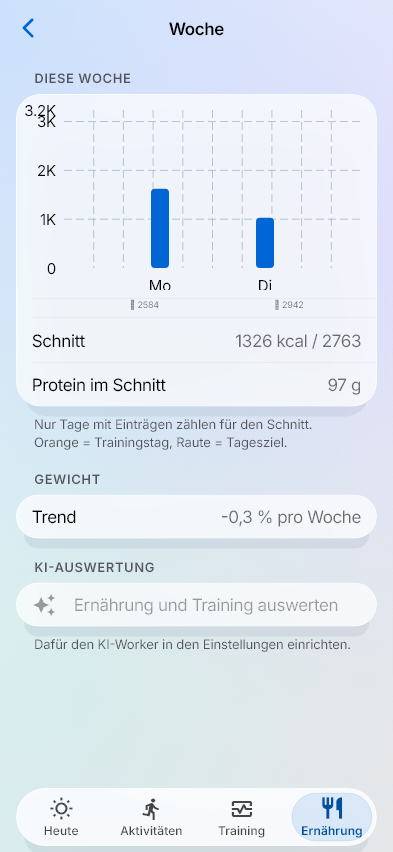 Woche
DIESE WOCHE
3.2K
3K
2K
1K
0
Mo Di
2584 2942
Schnitt 1326 kcal / 2763
Protein im Schnitt 97 g
Nur Tage mit Einträgen zählen für den Schnitt.
Orange = Trainingstag, Raute = Tagesziel.
GEWICHT
Trend -0,3 % pro Woche
KI-AUSWERTUNG
Ernährung und Training auswerten
Dafür den KI-Worker in den Einstellungen einrichten.
Heute Aktivitäten Training Ernährung